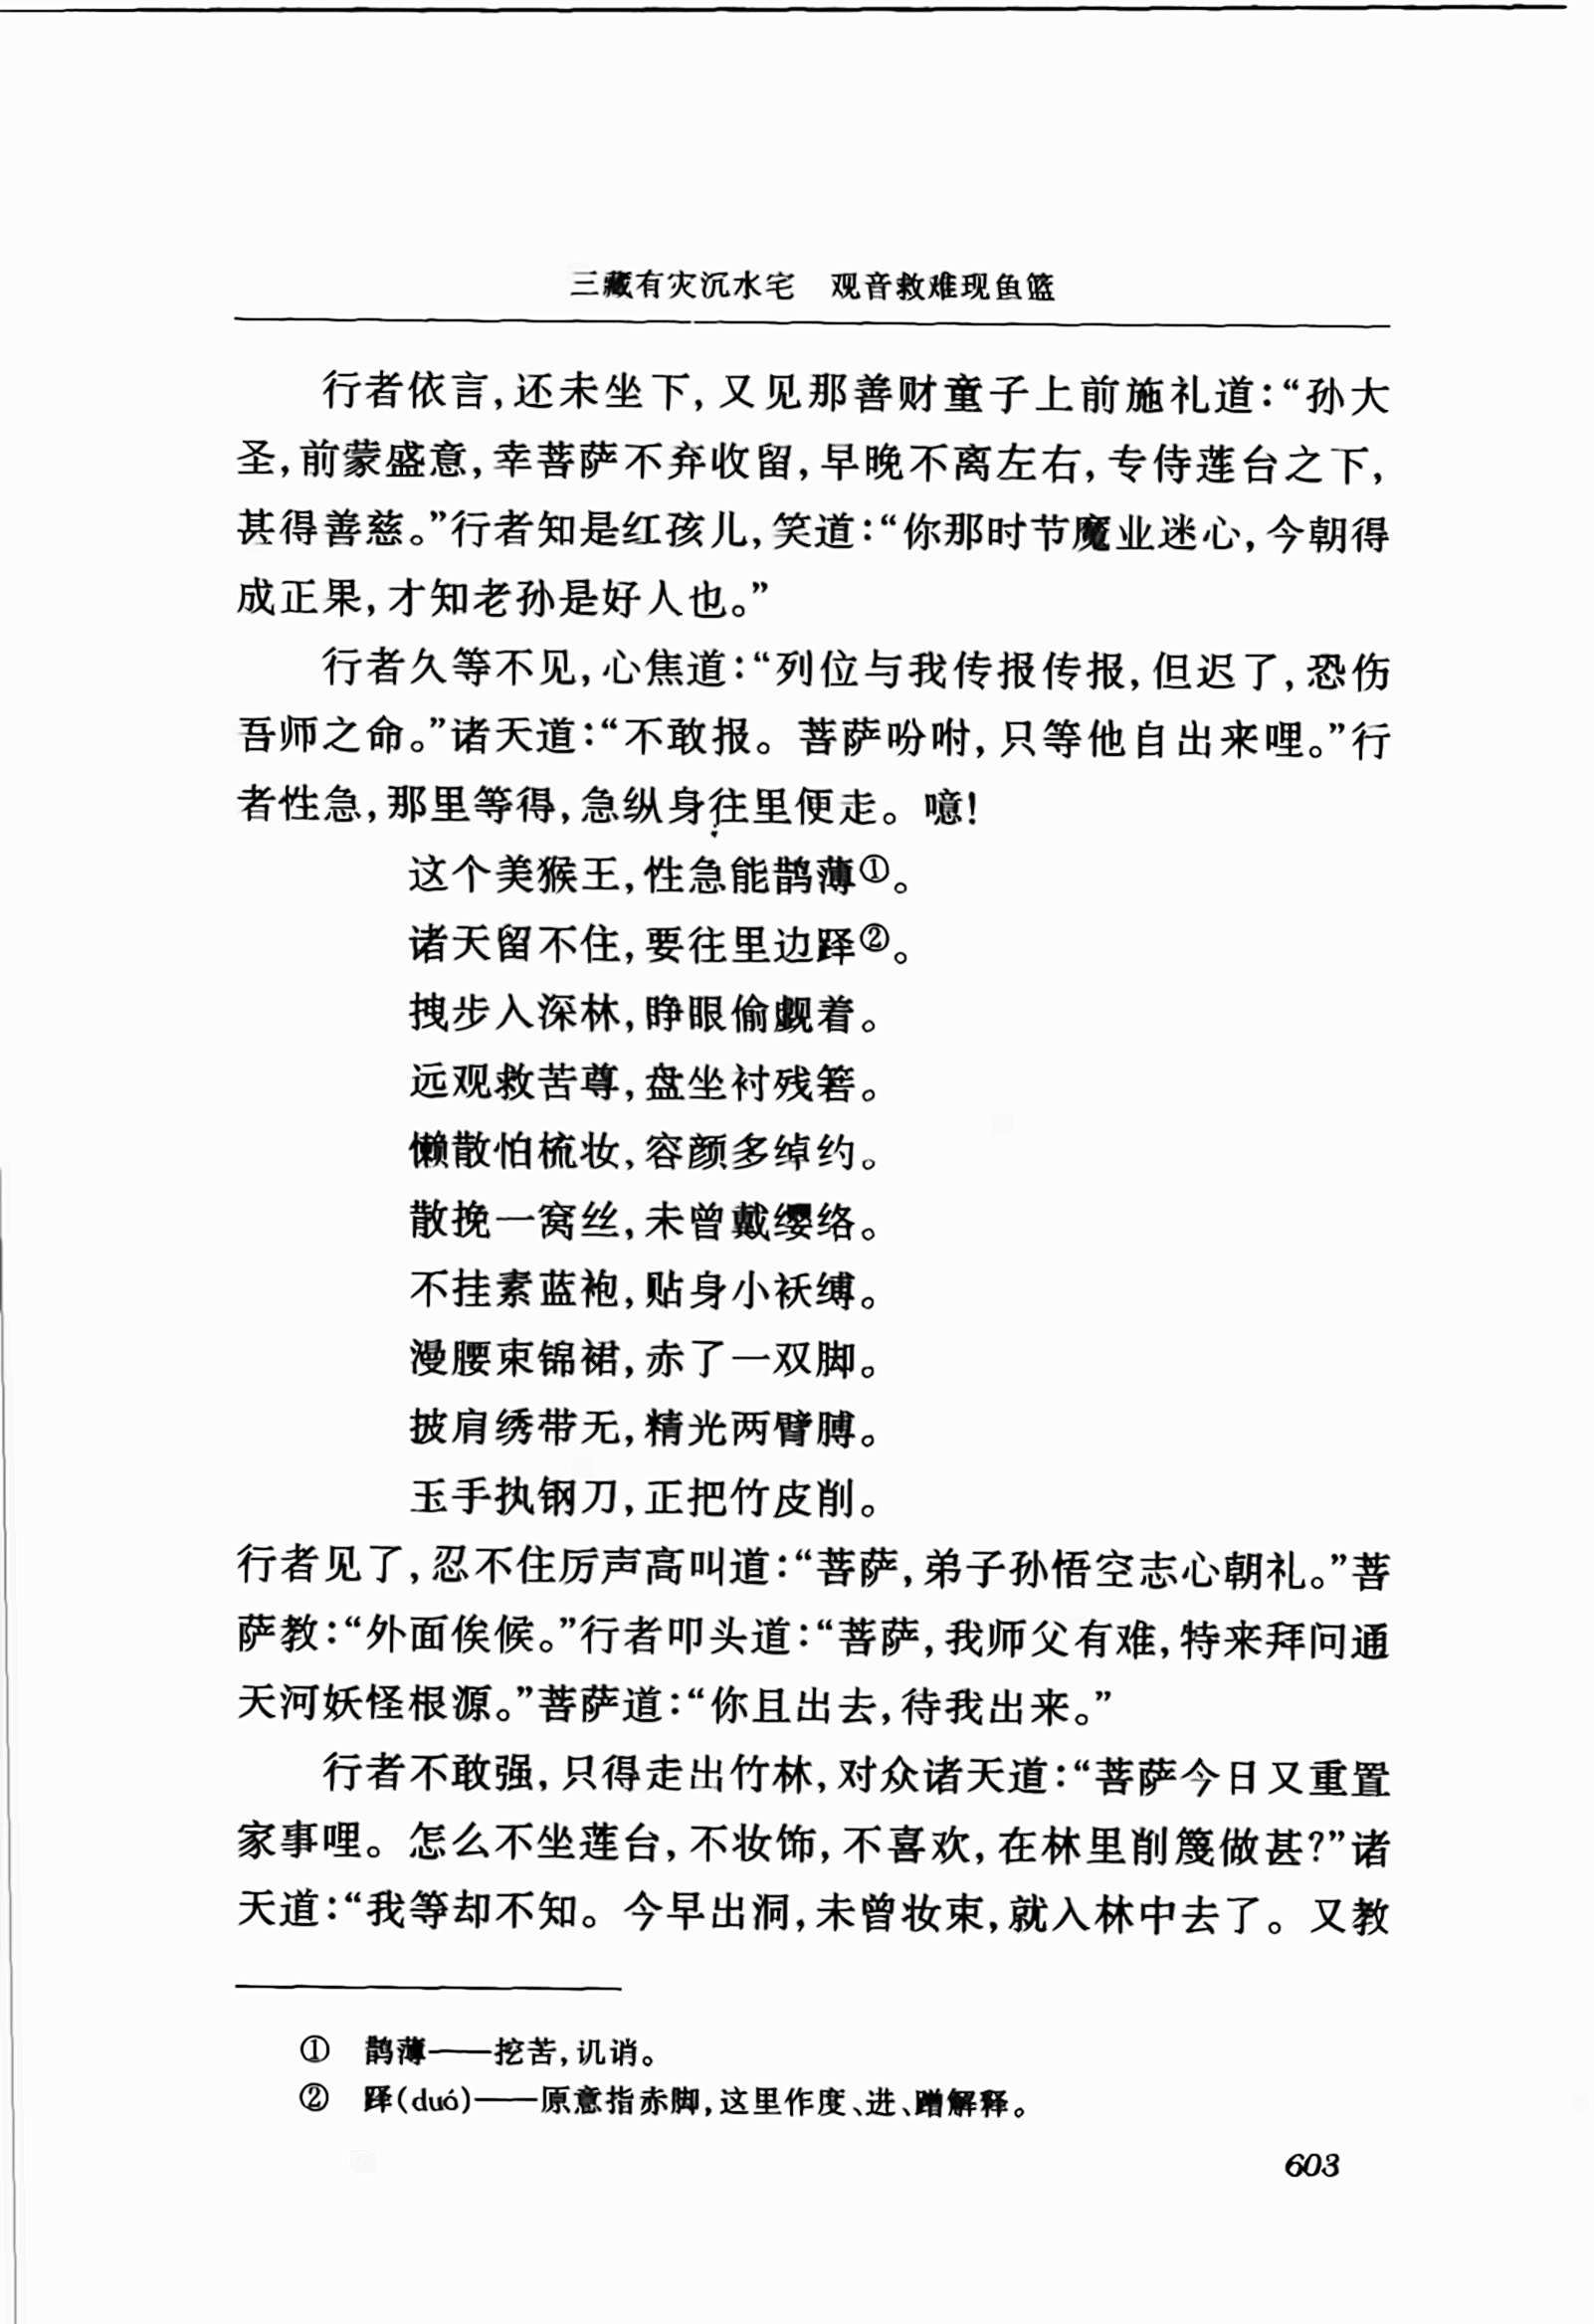 三藏有灾沉水宅　观音救难现鱼篮
行者依言,还未坐下,又见那善财童子上前施礼道:“孙大
圣,前蒙盛意,幸菩萨不弃收留,早晚不离左右,专侍莲台之下,
甚得善慈。”行者知是红孩儿,笑道:“你那时节魔业迷心,今朝得
成正果,才知老孙是好人也。”
行者久等不见,心焦道:“列位与我传报传报,但迟了,恐伤
吾师之命。”诸天道:“不敢报。菩萨吩咐,只等他自出来哩。”行
者性急,那里等得,急纵身往里便走。噫!
这个美猴王,性急能鹊薄①。
诸天留不住,要往里边跃②。
拽步入深林,睁眼偷觑着。
远观救苦尊,盘坐衬残箬。
懒散怕梳妆,容颜多绰约。
散挽一窝丝,未曾戴缨络。
不挂素蓝袍,贴身小袄缚。
漫腰束锦裙,赤了一双脚。
披肩绣带无,精光两臂膊。
玉手执钢刀,正把竹皮削。
行者见了,忍不住厉声高叫道:“菩萨,弟子孙悟空志心朝礼。”菩
萨教:“外面俟候。”行者叩头道:“菩萨,我师父有难,特来拜问通
天河妖怪根源。”菩萨道:“你且出去,待我出来。”
行者不敢强,只得走出竹林,对众诸天道:“菩萨今日又重置
家事哩。怎么不坐莲台,不妆饰,不喜欢,在林里削篾做甚?”诸
天道:“我等却不知。今早出洞,未曾妆束,就入林中去了。又教
① 鹊薄——挖苦,讥诮。
② 𨁂(duó)——原意指赤脚,这里作度、进、蹭解释。
603